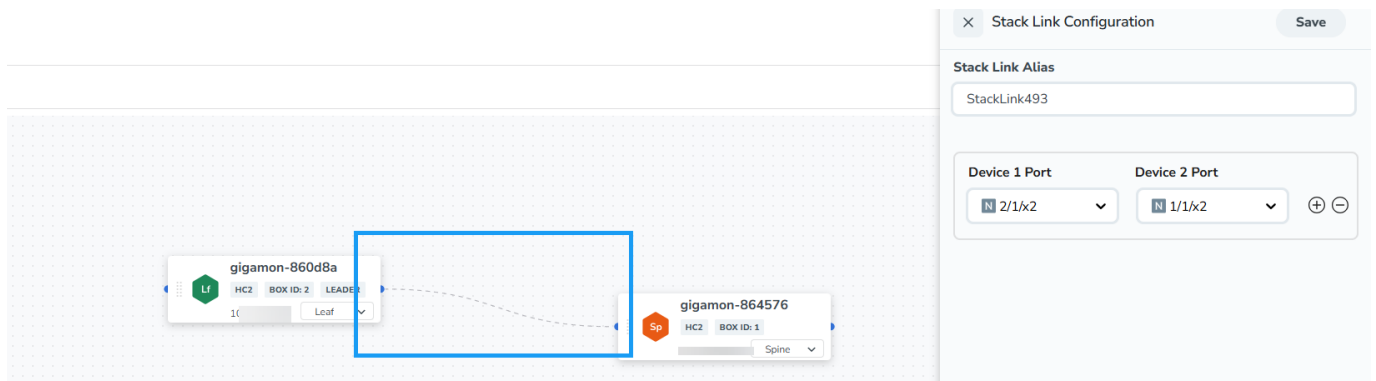 Stack Link Configuration
Save
Stack Link Alias
StackLink493
Device 1 Port
Device 2 Port
N 2/1/x2
N 1/1/x2
gigamon-860d8a
Lf
HC2 BOX ID: 2 LEADER
10
Leaf
gigamon-864576
Sp
HC2 BOX ID: 1
Spine